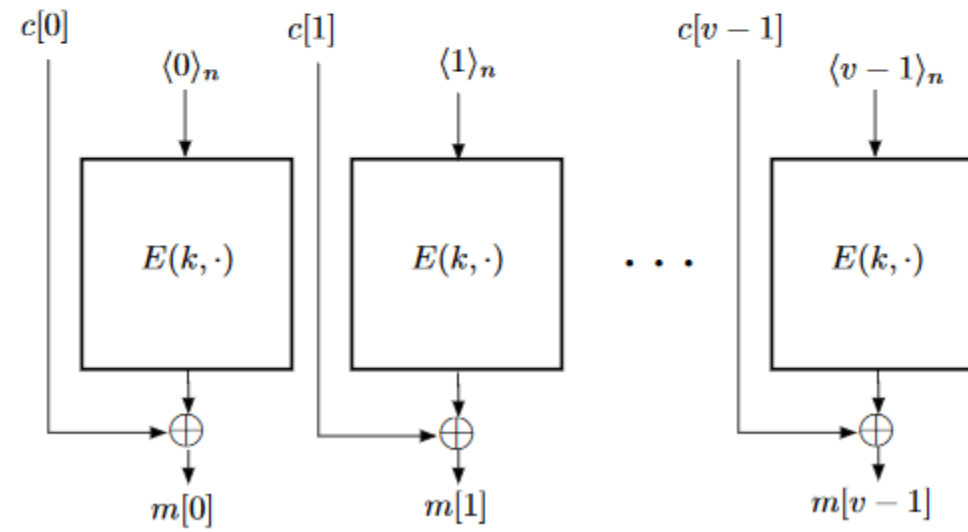 c[0] c[1] c[v − 1]
⟨0⟩ₙ ⟨1⟩ₙ ⟨v − 1⟩ₙ
E(k, ·) E(k, ·) · · · E(k, ·)
m[0] m[1] m[v − 1]